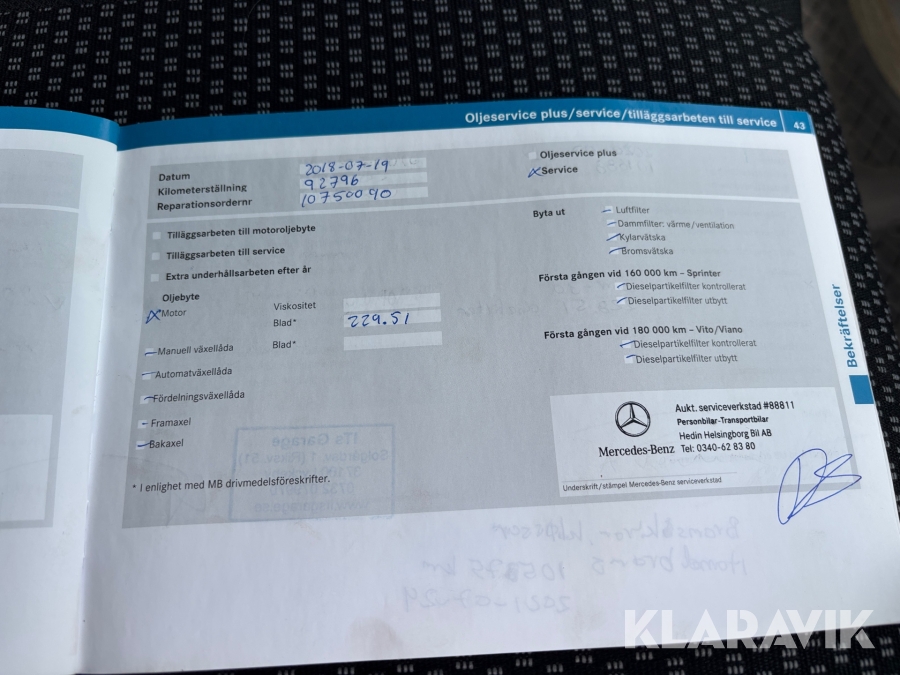 Oljeservice plus/service/tilläggsarbeten till service 43
Datum 2018-07-19
Kilometerställning 92796
Reparationsordernr 10750090
Oljeservice plus
Service
Tilläggsarbeten till motoroljebyte
Tilläggsarbeten till service
Extra underhållsarbeten efter år
Oljebyte
Motor
Viskositet
Blad* 229.51
Blad*
Manuell växellåda
Automatväxellåda
Fördelningsväxellåda
Framaxel
Bakaxel
* I enlighet med MB drivmedelsföreskrifter.
Byta ut
Luftfilter
Dammfilter: värme/ventilation
Kylarvätska
Bromsvätska
Första gången vid 160 000 km – Sprinter
Dieselpartikelfilter kontrollerat
Dieselpartikelfilter utbytt
Första gången vid 180 000 km – Vito/Viano
Dieselpartikelfilter kontrollerat
Dieselpartikelfilter utbytt
Mercedes-Benz
Aukt. serviceverkstad #88811
Personbilar-Transportbilar
Hedin Helsingborg Bil AB
Tel: 0340-62 83 80
Underskrift/stämpel Mercedes-Benz serviceverkstad
Bekräftelser
KLARAVIK